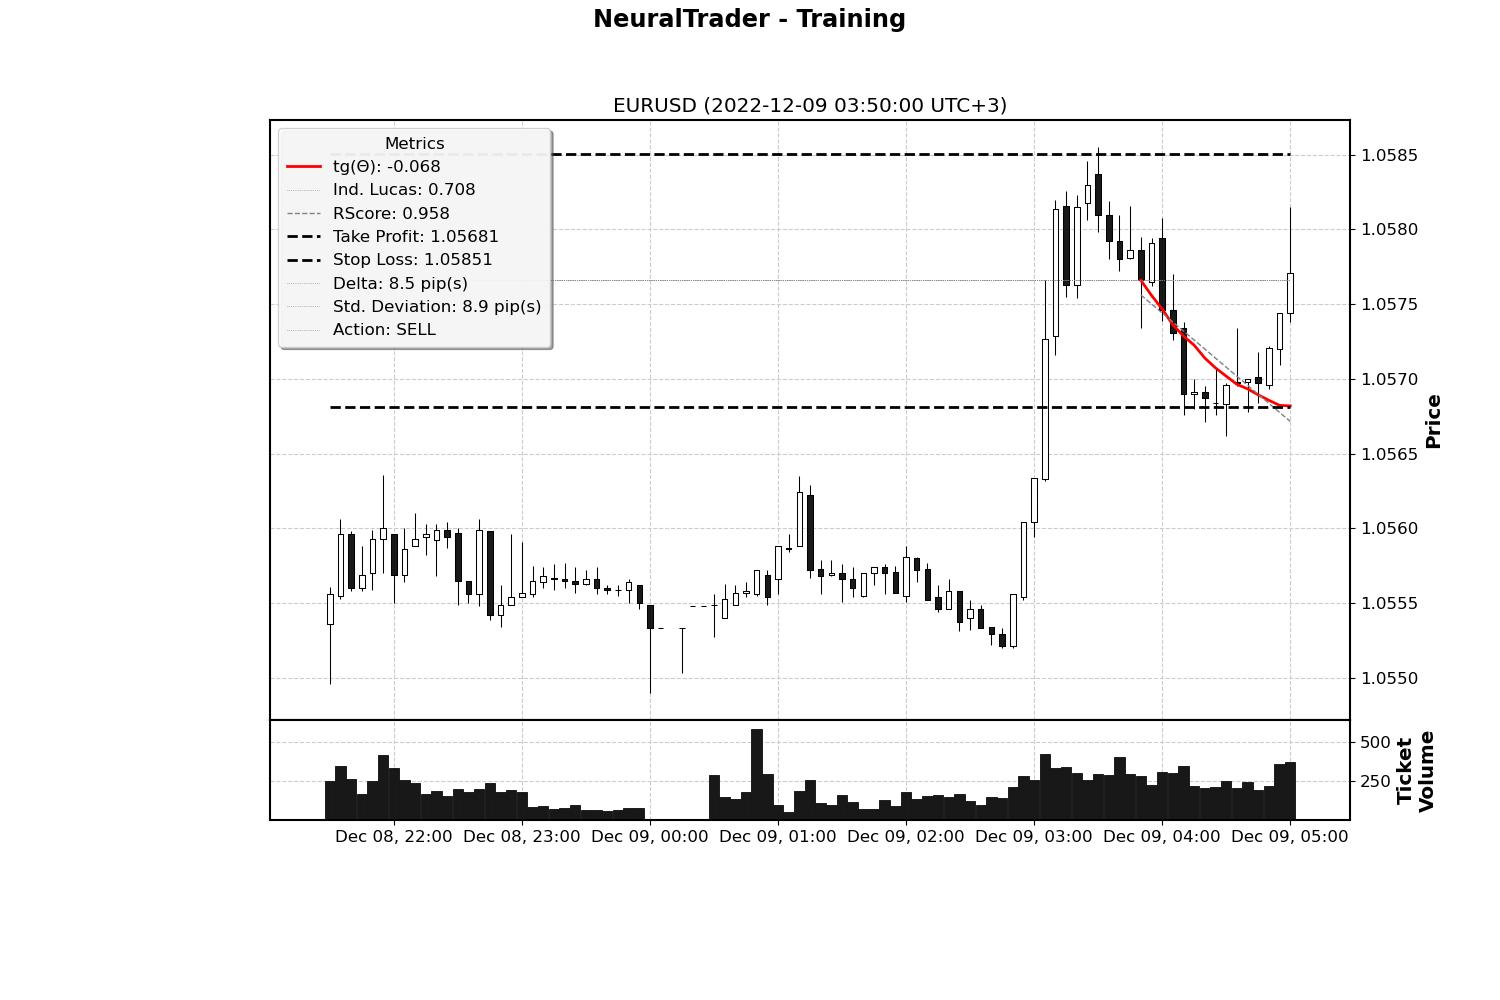 NeuralTrader - Training
EURUSD (2022-12-09 03:50:00 UTC+3)
Metrics
tg(Θ): -0.068
Ind. Lucas: 0.708
RScore: 0.958
Take Profit: 1.05681
Stop Loss: 1.05851
Delta: 8.5 pip(s)
Std. Deviation: 8.9 pip(s)
Action: SELL
1.0585
1.0580
1.0575
1.0570
1.0565
1.0560
1.0555
1.0550
Price
500
250
Ticket
Volume
Dec 08, 22:00 Dec 08, 23:00 Dec 09, 00:00 Dec 09, 01:00 Dec 09, 02:00 Dec 09, 03:00 Dec 09, 04:00 Dec 09, 05:00